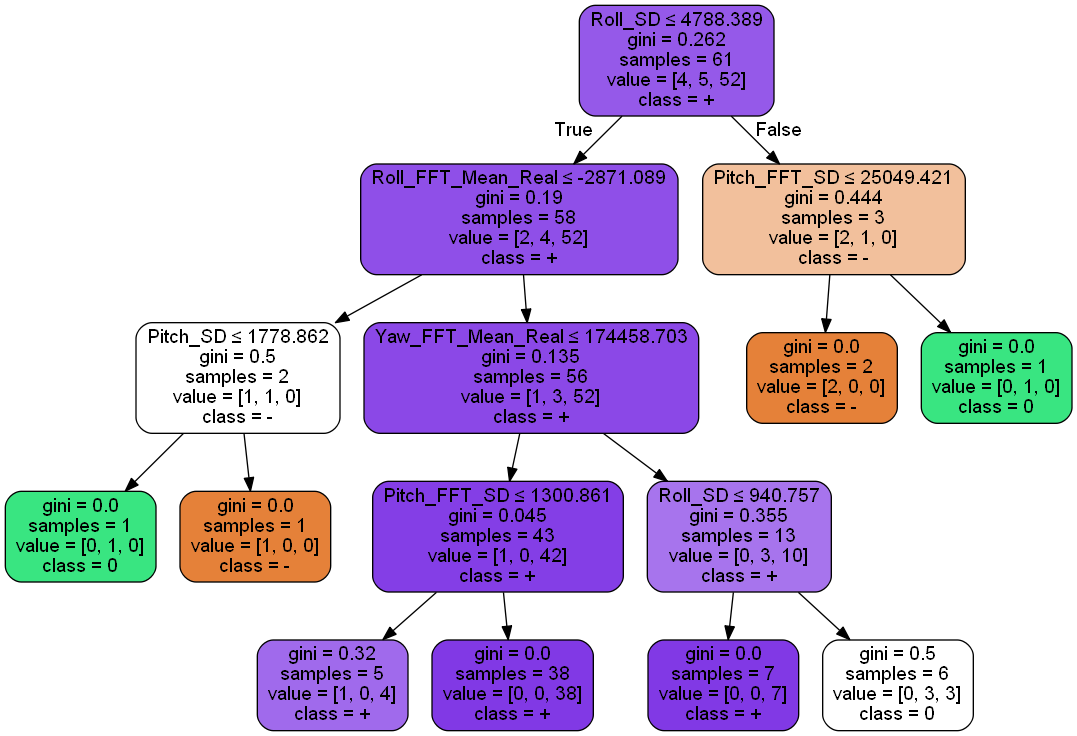 Roll_SD ≤ 4788.389
gini = 0.262
samples = 61
value = [4, 5, 52]
class = +
True
False
Roll_FFT_Mean_Real ≤ -2871.089
gini = 0.19
samples = 58
value = [2, 4, 52]
class = +
Pitch_FFT_SD ≤ 25049.421
gini = 0.444
samples = 3
value = [2, 1, 0]
class = -
Pitch_SD ≤ 1778.862
gini = 0.5
samples = 2
value = [1, 1, 0]
class = -
Yaw_FFT_Mean_Real ≤ 174458.703
gini = 0.135
samples = 56
value = [1, 3, 52]
class = +
gini = 0.0
samples = 2
value = [2, 0, 0]
class = -
gini = 0.0
samples = 1
value = [0, 1, 0]
class = 0
gini = 0.0
samples = 1
value = [0, 1, 0]
class = 0
gini = 0.0
samples = 1
value = [1, 0, 0]
class = -
Pitch_FFT_SD ≤ 1300.861
gini = 0.045
samples = 43
value = [1, 0, 42]
class = +
Roll_SD ≤ 940.757
gini = 0.355
samples = 13
value = [0, 3, 10]
class = +
gini = 0.32
samples = 5
value = [1, 0, 4]
class = +
gini = 0.0
samples = 38
value = [0, 0, 38]
class = +
gini = 0.0
samples = 7
value = [0, 0, 7]
class = +
gini = 0.5
samples = 6
value = [0, 3, 3]
class = 0